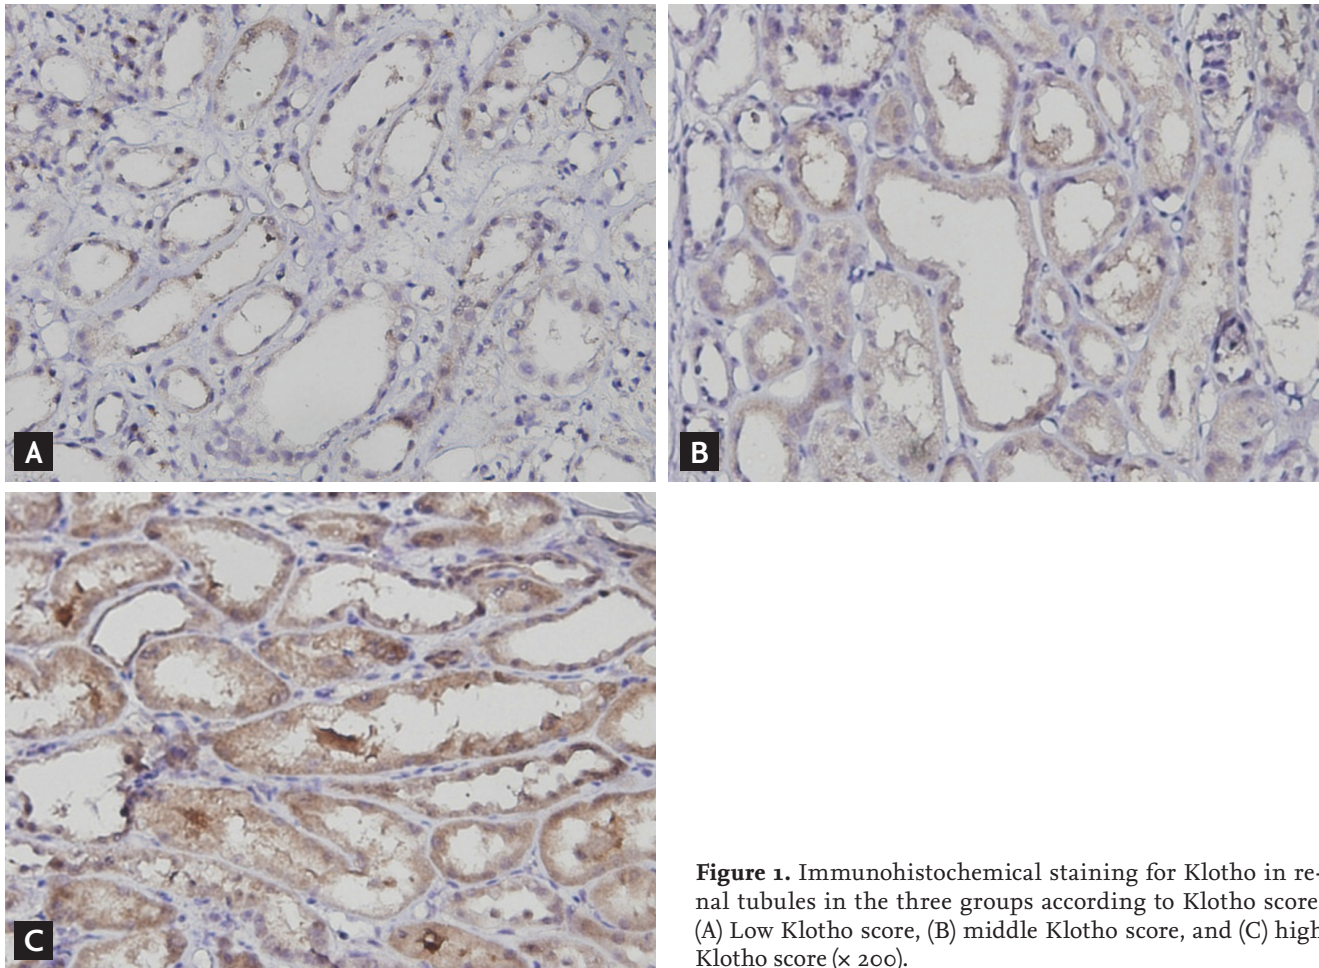 A
B
C
Figure 1. Immunohistochemical staining for Klotho in re-
nal tubules in the three groups according to Klotho score
(A) Low Klotho score, (B) middle Klotho score, and (C) high
Klotho score (× 200).